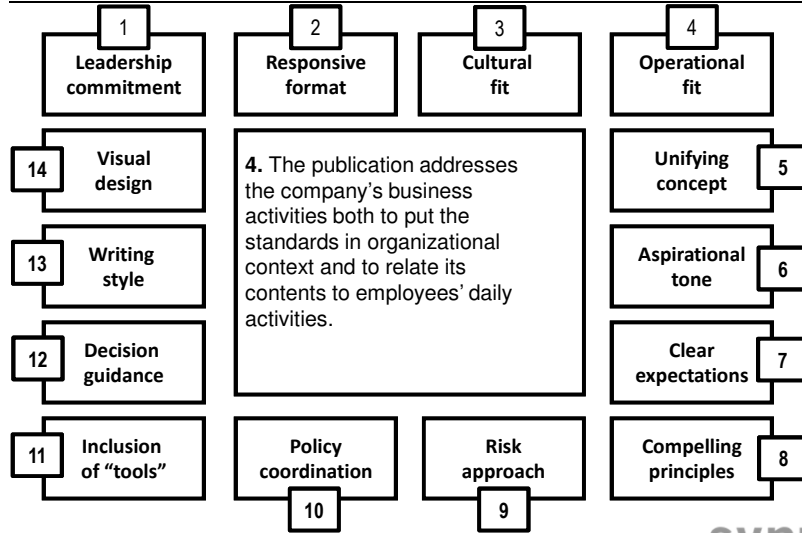 1
Leadership
commitment
2
Responsive
format
3
Cultural
fit
4
Operational
fit
14
Visual
design
4. The publication addresses
the company’s business
activities both to put the
standards in organizational
context and to relate its
contents to employees’ daily
activities.
Unifying
concept
5
13
Writing
style
Aspirational
tone
6
12
Decision
guidance
Clear
expectations
7
11
Inclusion
of “tools”
Policy
coordination
10
Risk
approach
9
Compelling
principles
8